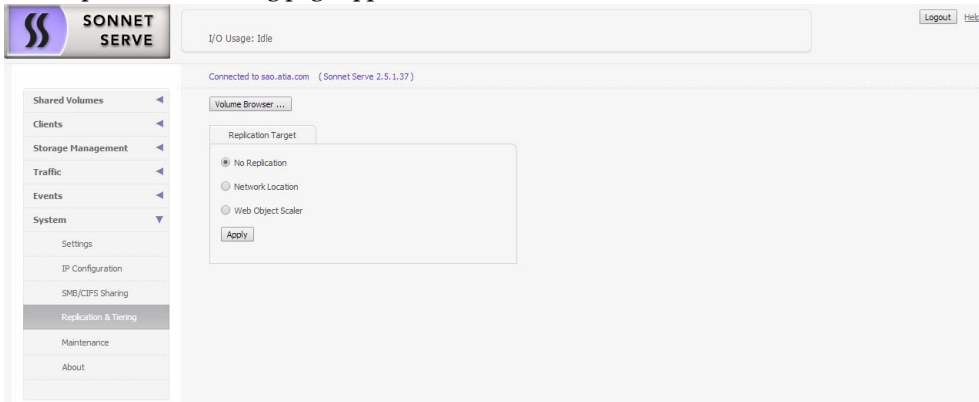 SONNET
SERVE
I/O Usage: Idle
Logout
Connected to sao.atia.com ( Sonnet Serve 2.5.1.37 )
Volume Browser ...
Shared Volumes
Clients
Storage Management
Traffic
Events
System
Settings
IP Configuration
SMB/CIFS Sharing
Replication & Tiering
Maintenance
About
Replication Target
No Replication
Network Location
Web Object Scaler
Apply